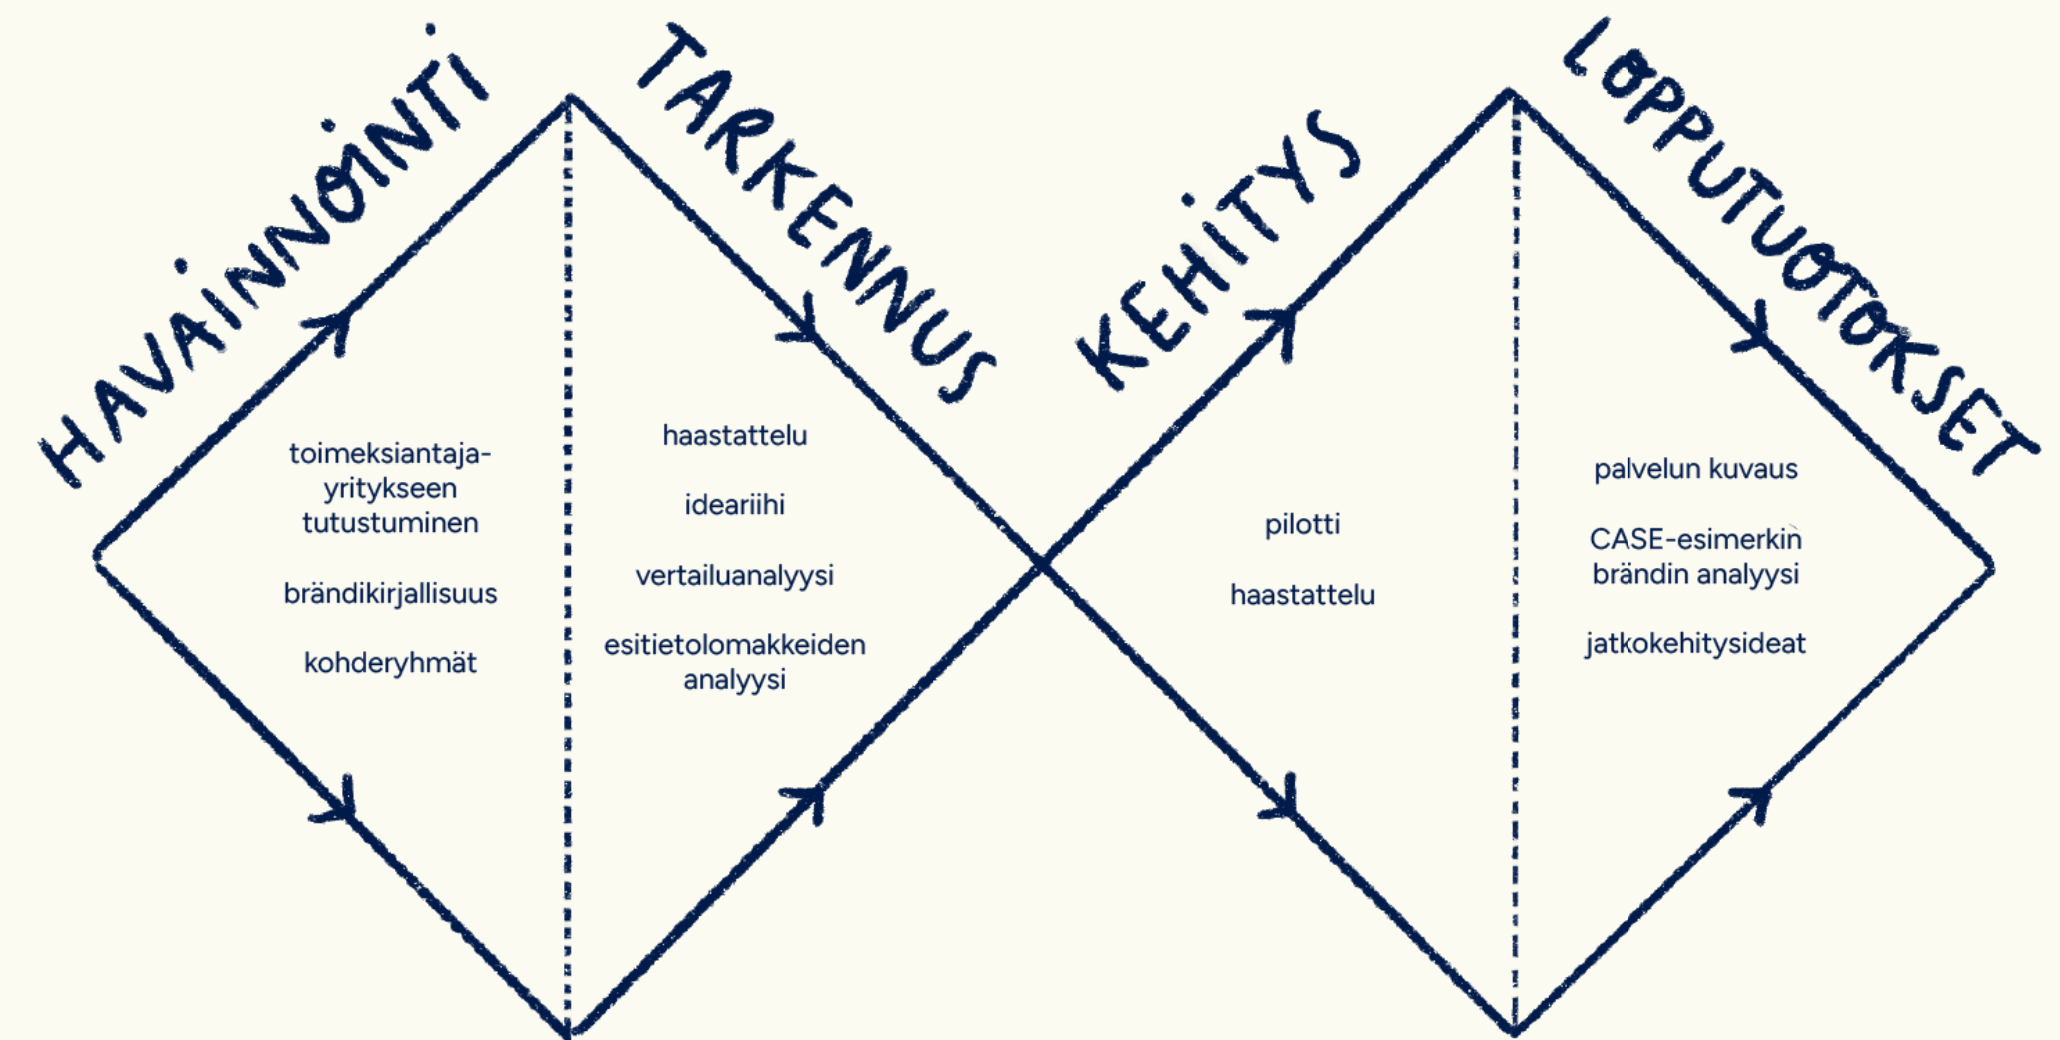 HAVAINNOINTI
toimeksiantaja-
yritykseen
tutustuminen
brändikirjallisuus
kohderyhmät
TARKENNUS
haastattelu
ideariihi
vertailuanalyysi
esitietolomakkeiden
analyysi
KEHITYS
pilotti
haastattelu
LOPPUTUOTOKSET
palvelun kuvaus
CASE-esimerkin
brändin analyysi
jatkokehitysideat